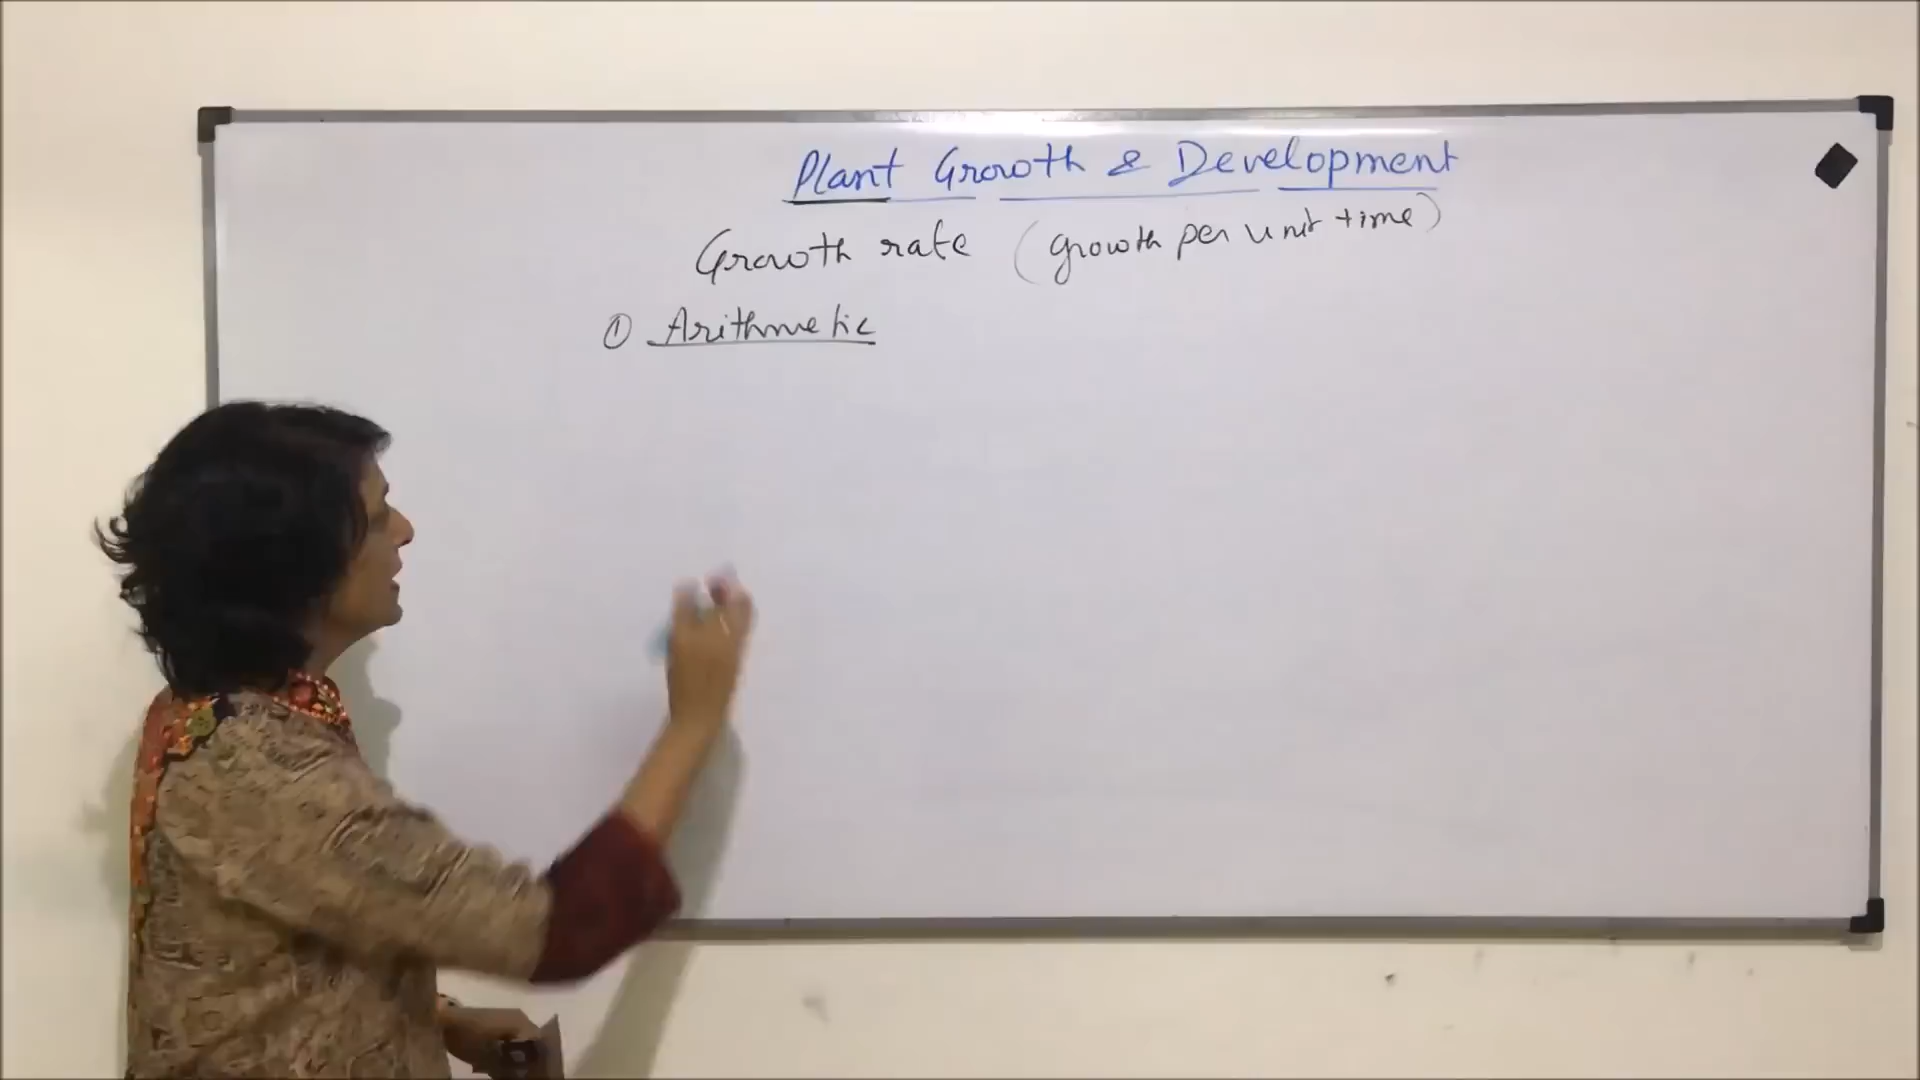 Plant Growth & Development
Growth rate (growth per unit time)
① Arithmetic